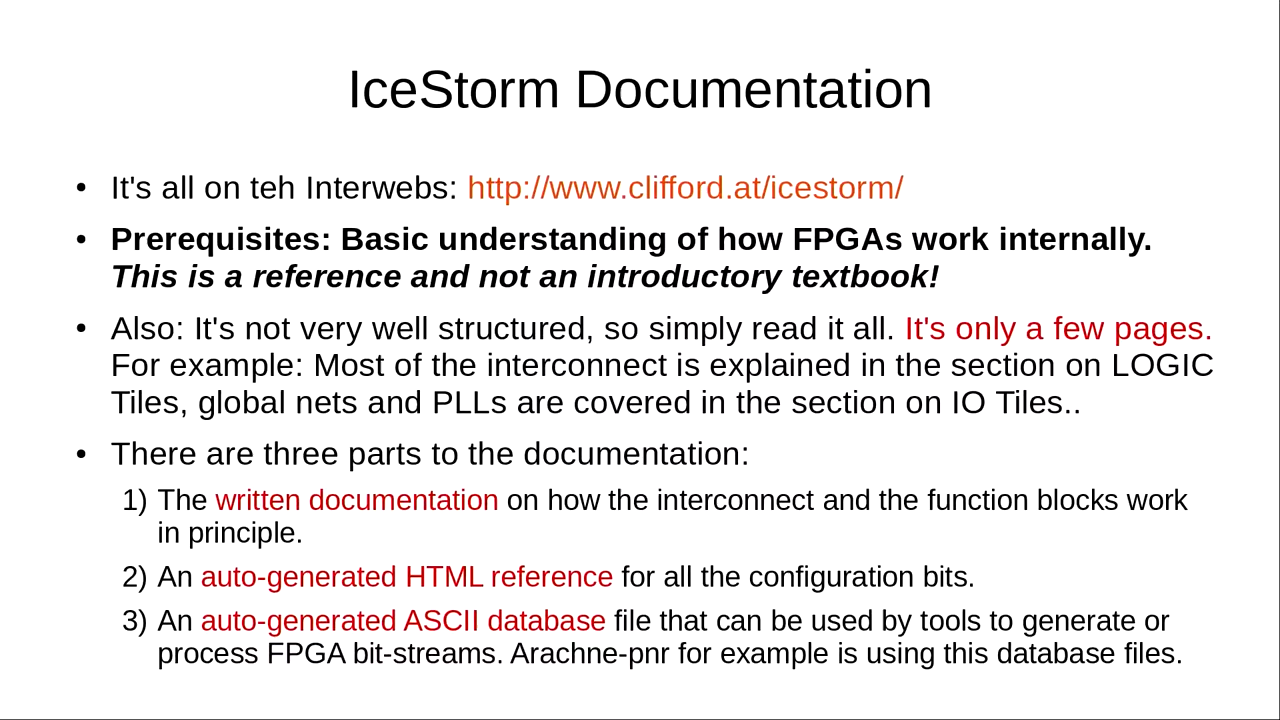 IceStorm Documentation
• It's all on teh Interwebs: http://www.clifford.at/icestorm/
• Prerequisites: Basic understanding of how FPGAs work internally.
This is a reference and not an introductory textbook!
• Also: It's not very well structured, so simply read it all. It's only a few pages.
For example: Most of the interconnect is explained in the section on LOGIC
Tiles, global nets and PLLs are covered in the section on IO Tiles..
• There are three parts to the documentation:
1) The written documentation on how the interconnect and the function blocks work
in principle.
2) An auto-generated HTML reference for all the configuration bits.
3) An auto-generated ASCII database file that can be used by tools to generate or
process FPGA bit-streams. Arachne-pnr for example is using this database files.